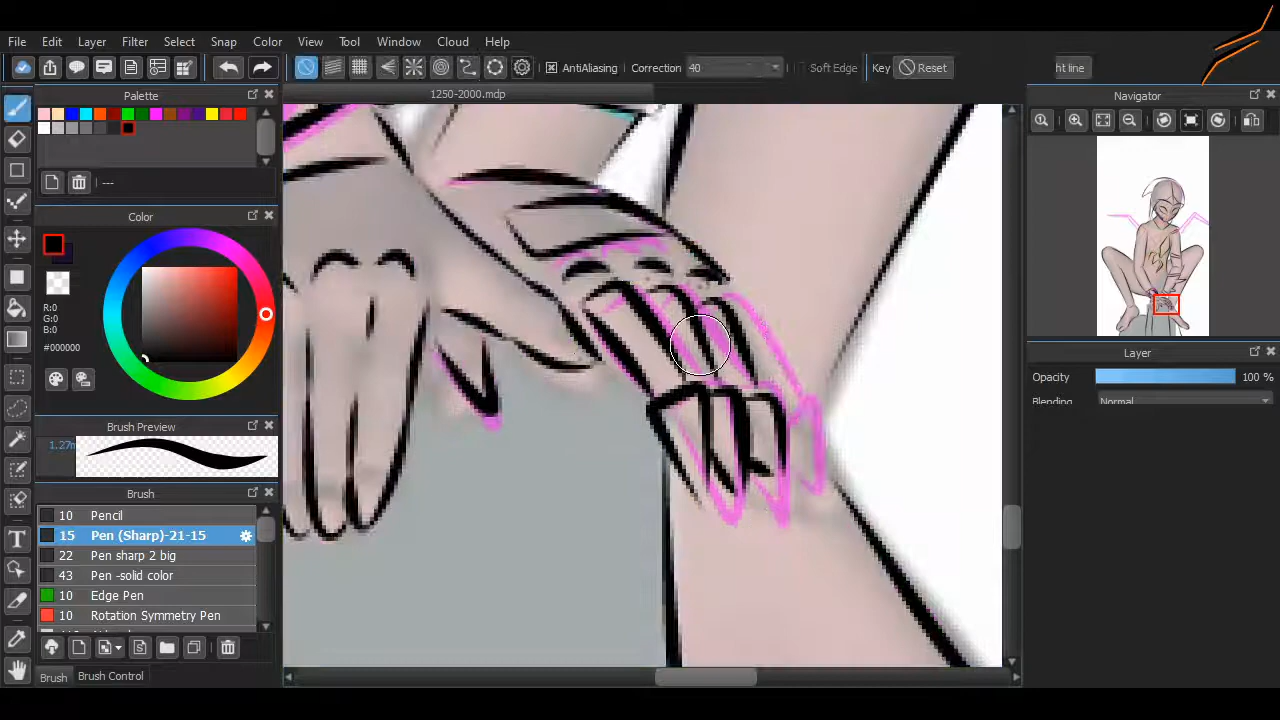 File Edit Layer Filter Select Snap Color View Tool Window Cloud Help
AntiAliasing Correction 40 Soft Edge Key Reset ht line
Palette
1250-2000.mdp
Navigator
---
Color
R:0
G:0
B:0
#000000
Layer
Opacity 100 %
Blending Normal
Brush Preview
Brush
10 Pencil
15 Pen (Sharp)-21-15
22 Pen sharp 2 big
43 Pen -solid color
10 Edge Pen
10 Rotation Symmetry Pen
Brush Brush Control